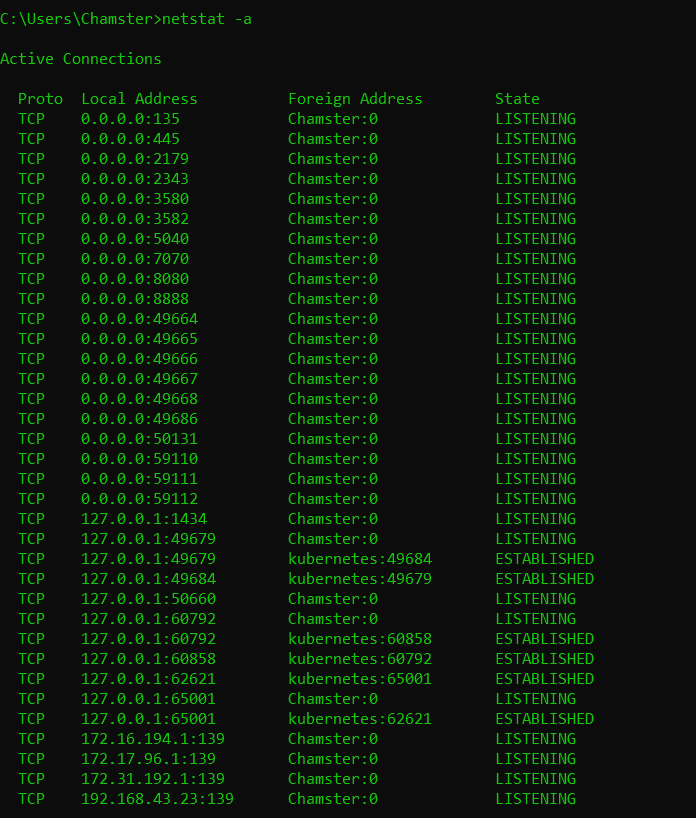 C:\Users\Chamster>netstat -a
Active Connections
Proto  Local Address          Foreign Address        State
TCP    0.0.0.0:135            Chamster:0             LISTENING
TCP    0.0.0.0:445            Chamster:0             LISTENING
TCP    0.0.0.0:2179           Chamster:0             LISTENING
TCP    0.0.0.0:2343           Chamster:0             LISTENING
TCP    0.0.0.0:3580           Chamster:0             LISTENING
TCP    0.0.0.0:3582           Chamster:0             LISTENING
TCP    0.0.0.0:5040           Chamster:0             LISTENING
TCP    0.0.0.0:7070           Chamster:0             LISTENING
TCP    0.0.0.0:8080           Chamster:0             LISTENING
TCP    0.0.0.0:8888           Chamster:0             LISTENING
TCP    0.0.0.0:49664          Chamster:0             LISTENING
TCP    0.0.0.0:49665          Chamster:0             LISTENING
TCP    0.0.0.0:49666          Chamster:0             LISTENING
TCP    0.0.0.0:49667          Chamster:0             LISTENING
TCP    0.0.0.0:49668          Chamster:0             LISTENING
TCP    0.0.0.0:49686          Chamster:0             LISTENING
TCP    0.0.0.0:50131          Chamster:0             LISTENING
TCP    0.0.0.0:59110          Chamster:0             LISTENING
TCP    0.0.0.0:59111          Chamster:0             LISTENING
TCP    0.0.0.0:59112          Chamster:0             LISTENING
TCP    127.0.0.1:1434         Chamster:0             LISTENING
TCP    127.0.0.1:49679        Chamster:0             LISTENING
TCP    127.0.0.1:49679        kubernetes:49684       ESTABLISHED
TCP    127.0.0.1:49684        kubernetes:49679       ESTABLISHED
TCP    127.0.0.1:50660        Chamster:0             LISTENING
TCP    127.0.0.1:60792        Chamster:0             LISTENING
TCP    127.0.0.1:60792        kubernetes:60858       ESTABLISHED
TCP    127.0.0.1:60858        kubernetes:60792       ESTABLISHED
TCP    127.0.0.1:62621        kubernetes:65001       ESTABLISHED
TCP    127.0.0.1:65001        Chamster:0             LISTENING
TCP    127.0.0.1:65001        kubernetes:62621       ESTABLISHED
TCP    172.16.194.1:139       Chamster:0             LISTENING
TCP    172.17.96.1:139        Chamster:0             LISTENING
TCP    172.31.192.1:139       Chamster:0             LISTENING
TCP    192.168.43.23:139      Chamster:0             LISTENING